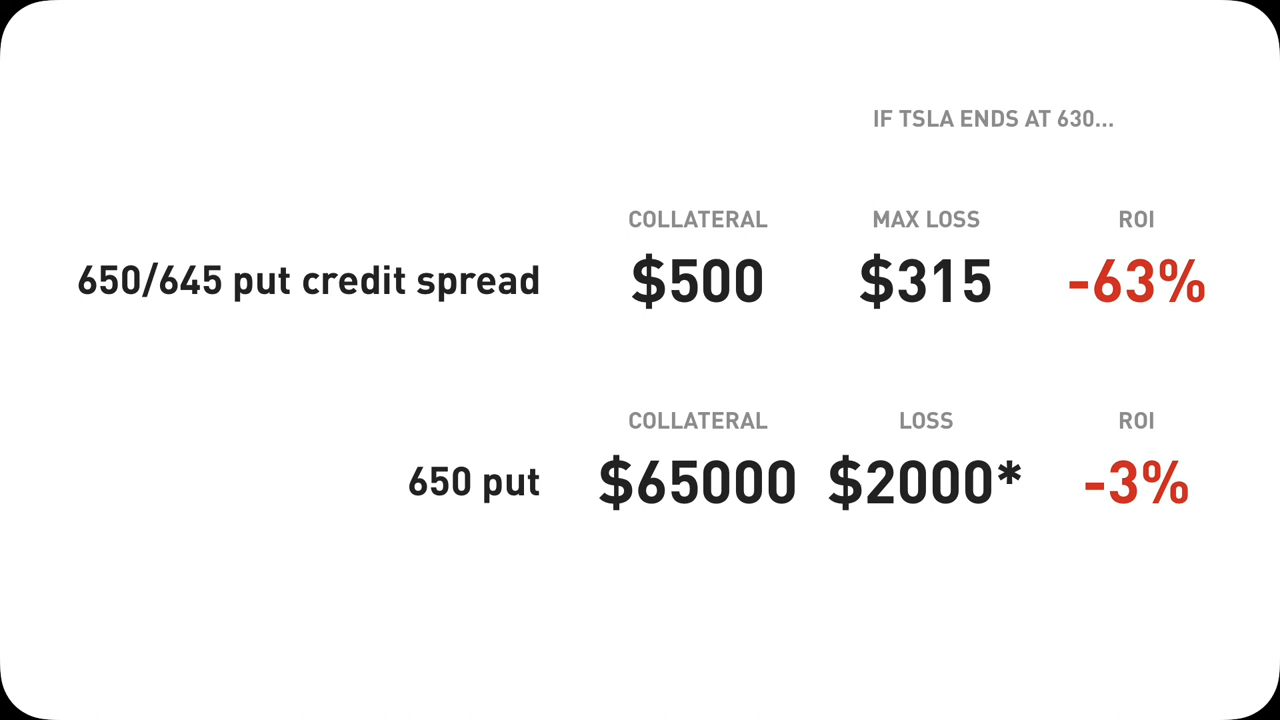 IF TSLA ENDS AT 630...
COLLATERAL MAX LOSS ROI
650/645 put credit spread $500 $315 -63%
COLLATERAL LOSS ROI
650 put $65000 $2000* -3%